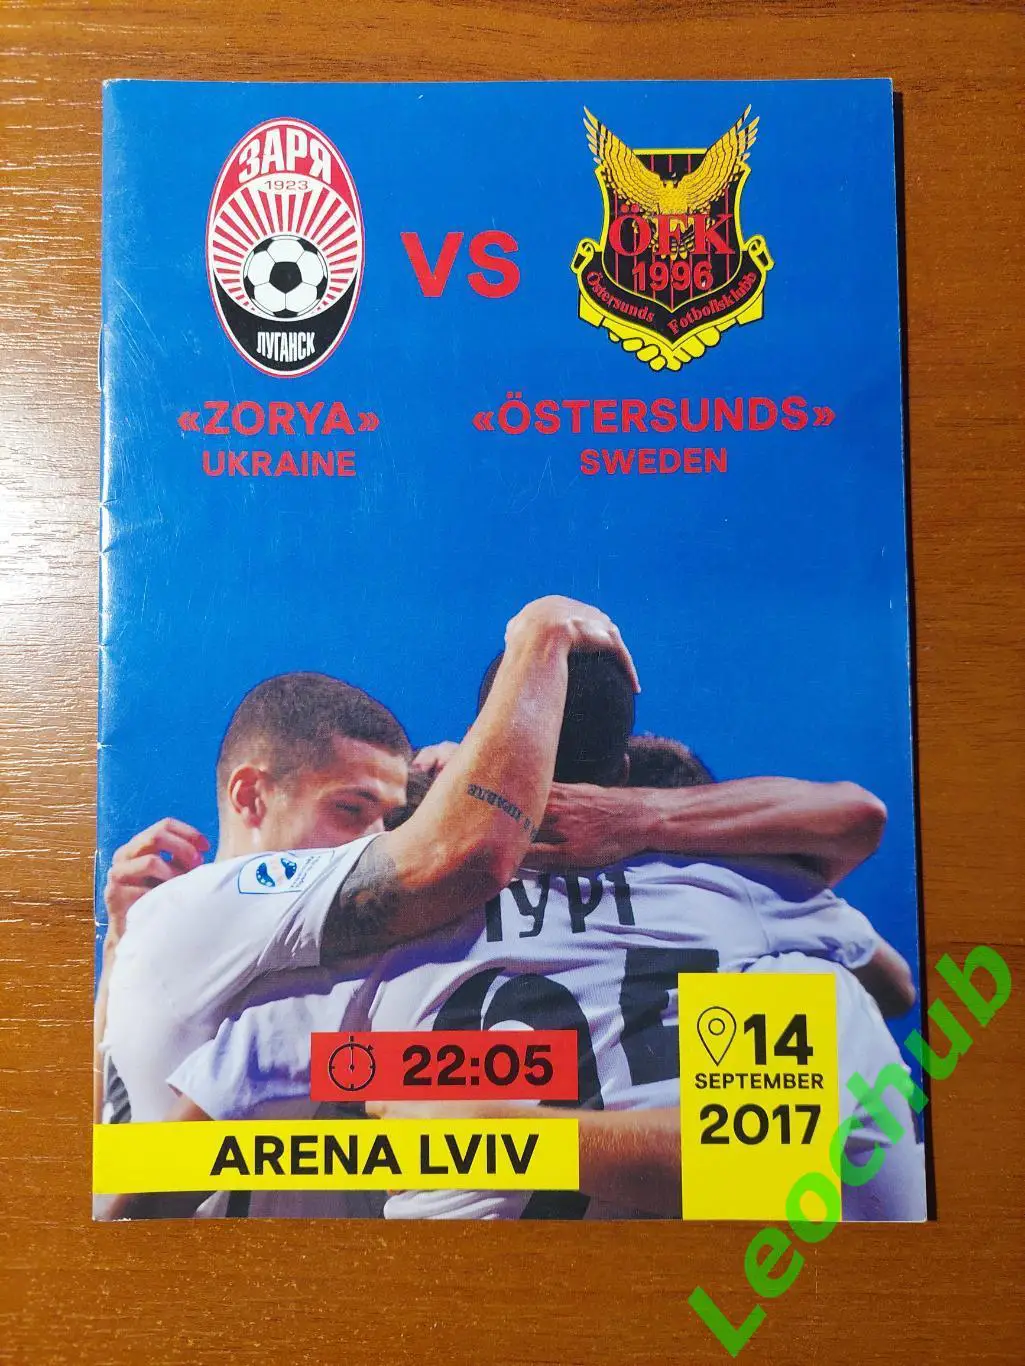 ЗАРЯ
1923
ЛУГАНСК
VS
ÖFK
1996
Östersunds Fotbollsklubb
«ZORYA»
UKRAINE
«ÖSTERSUNDS»
SWEDEN
22:05
ARENA LVIV
14
SEPTEMBER
2017
Leochub